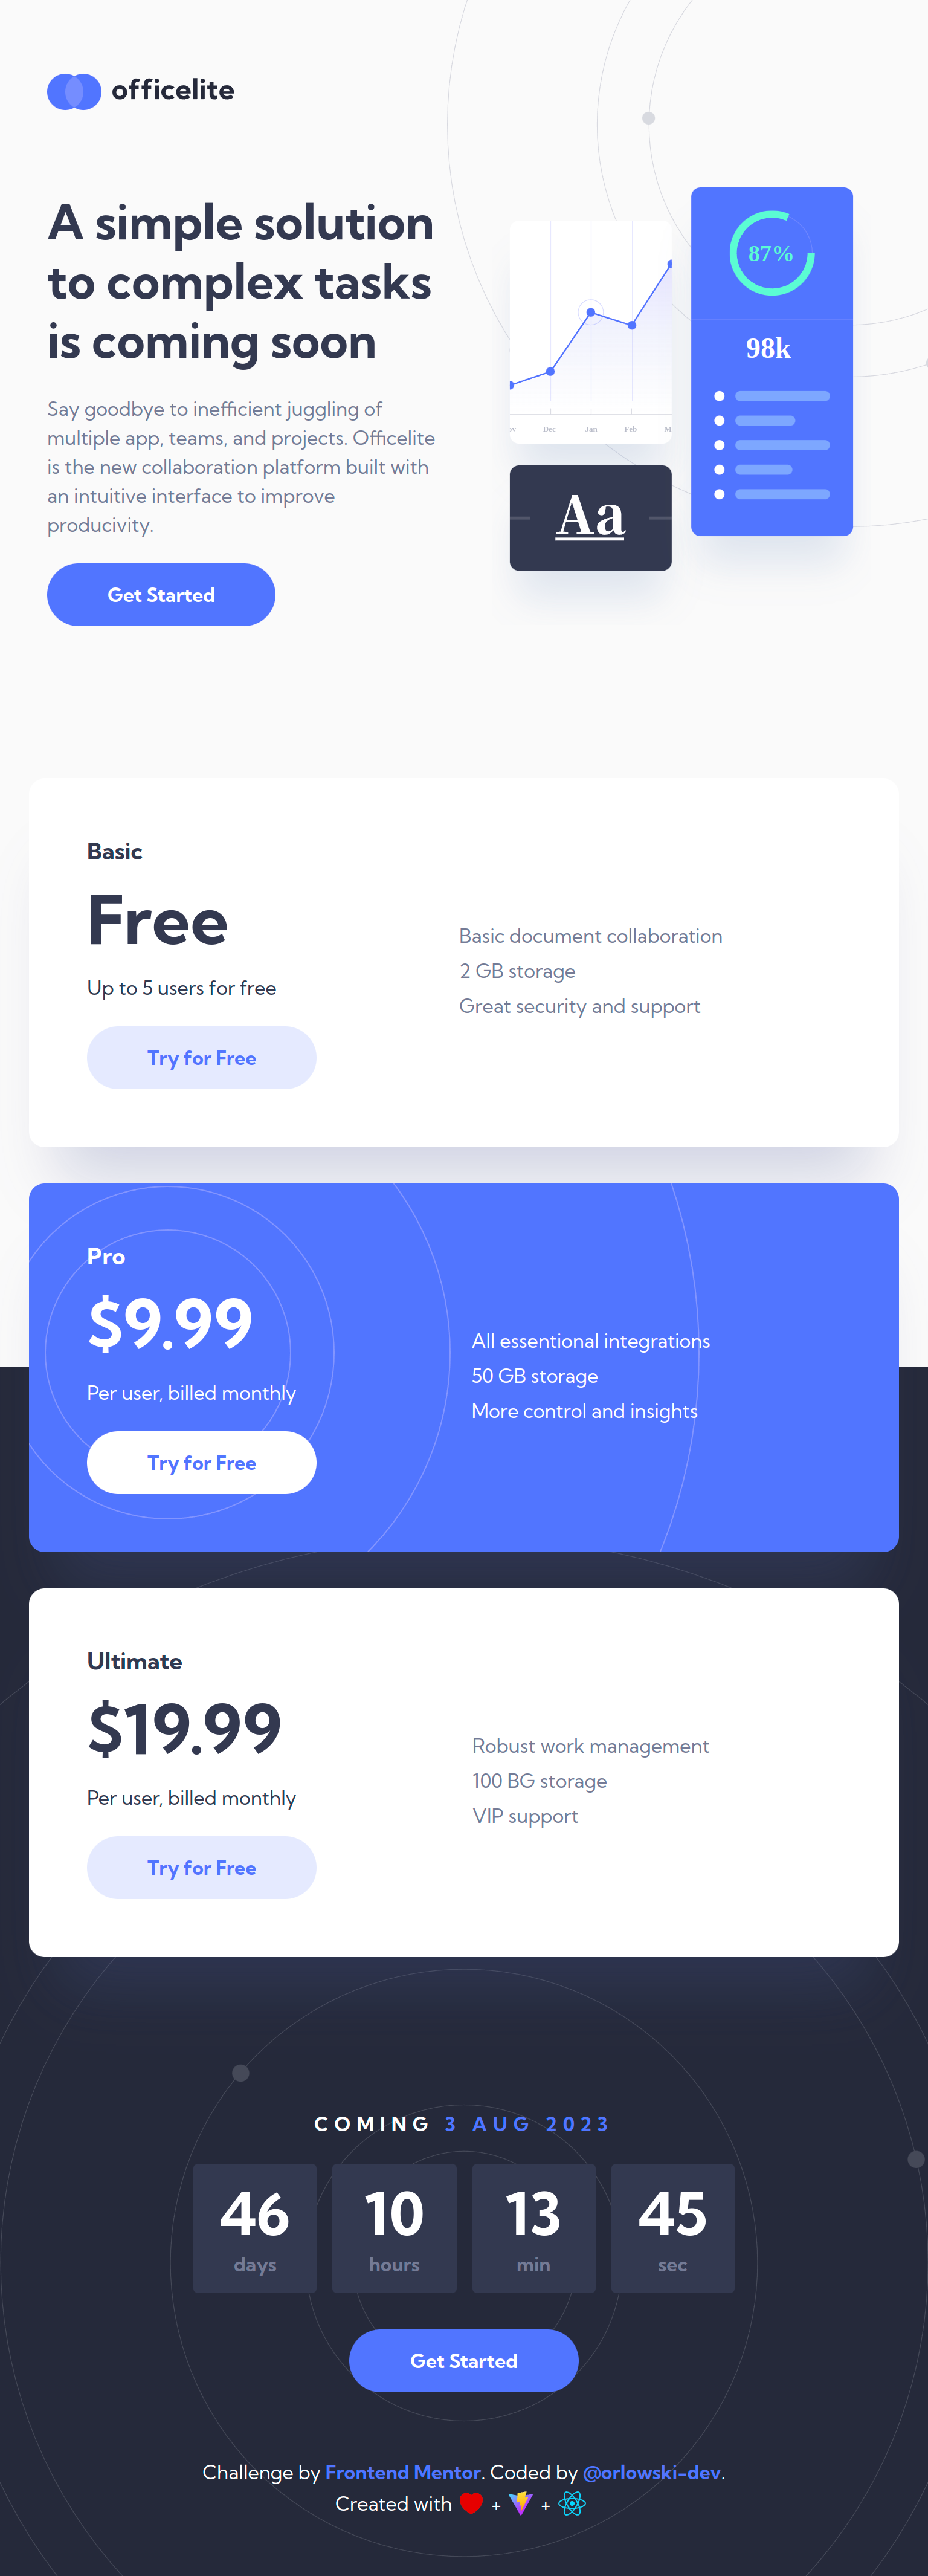 officelite
A simple solution
to complex tasks
is coming soon
Say goodbye to inefficient juggling of
multiple app, teams, and projects. Officelite
is the new collaboration platform built with
an intuitive interface to improve
producivity.
Get Started
87%
98k
ov Dec Jan Feb M
Aa
Basic
Free
Up to 5 users for free
Try for Free
Basic document collaboration
2 GB storage
Great security and support
Pro
$9.99
Per user, billed monthly
Try for Free
All essential integrations
50 GB storage
More control and insights
Ultimate
$19.99
Per user, billed monthly
Try for Free
Robust work management
100 BG storage
VIP support
COMING 3 AUG 2023
46 10 13 45
days hours min sec
Get Started
Challenge by Frontend Mentor. Coded by @orlowski-dev.
Created with + +